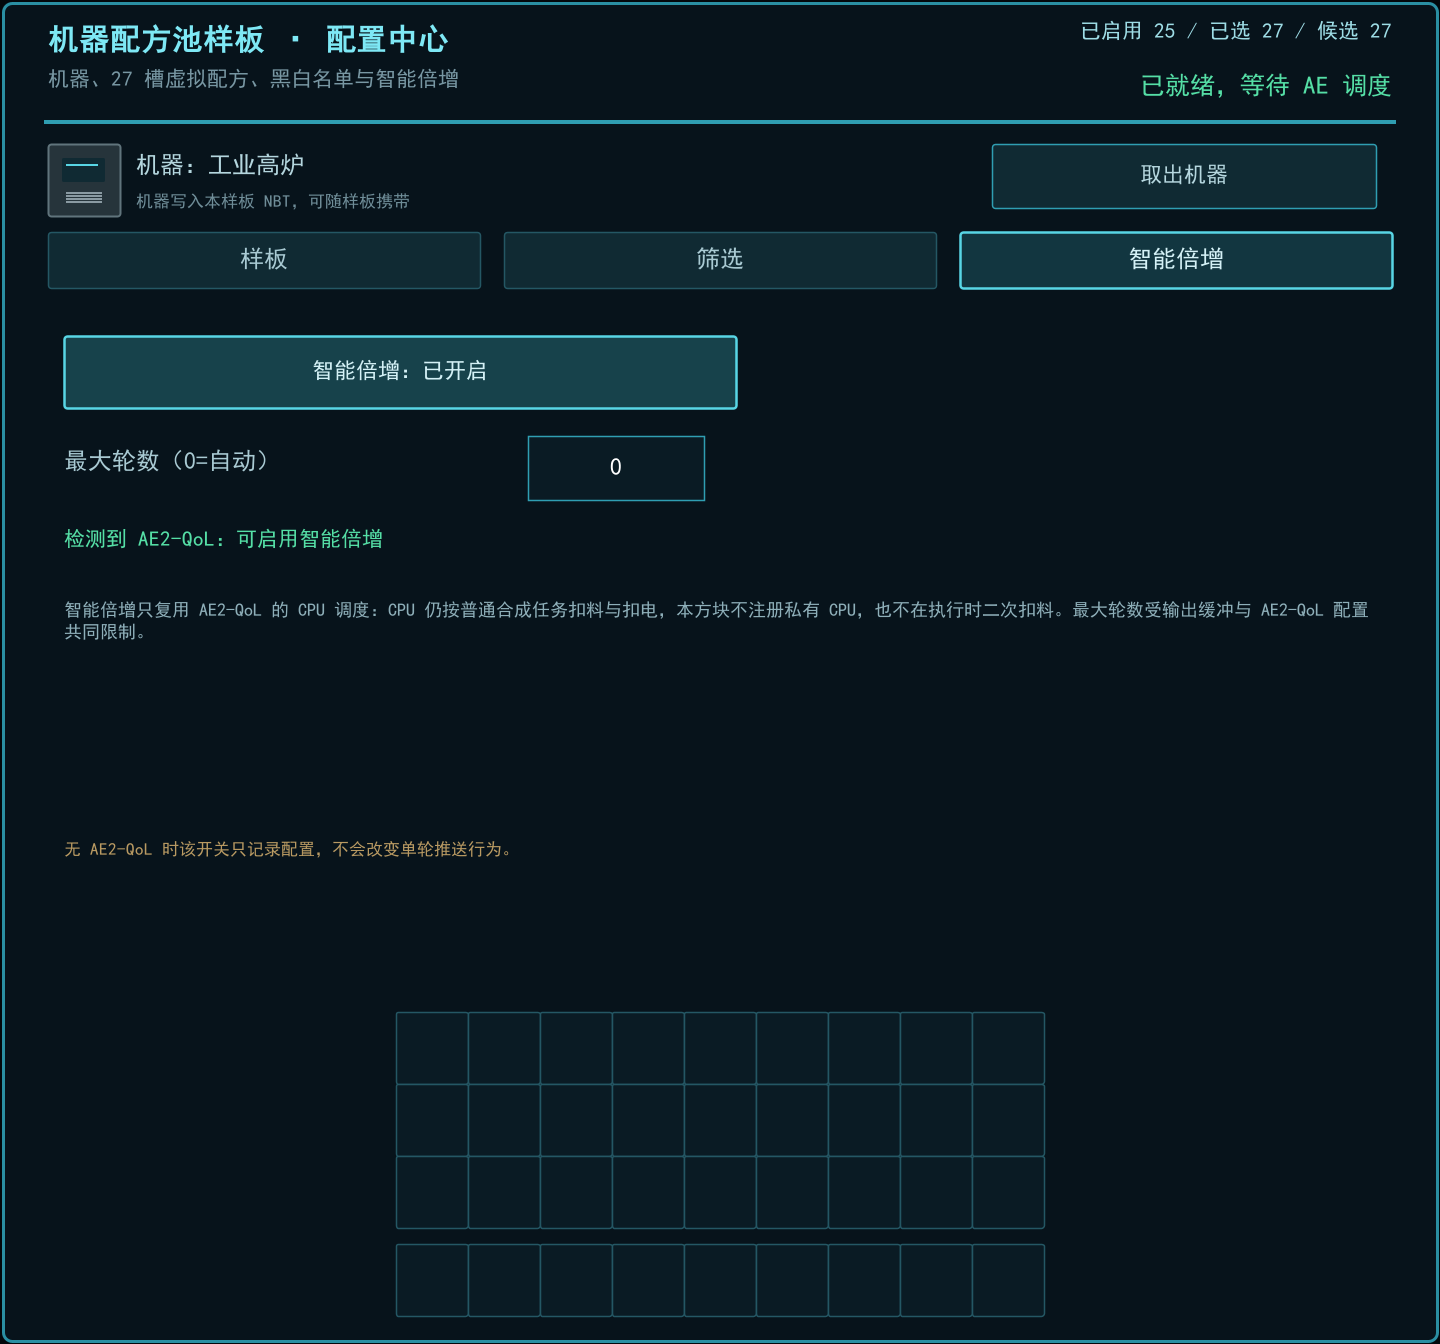 机器配方池样板 · 配置中心
已启用 25 / 已选 27 / 候选 27
机器、27 槽虚拟配方、黑白名单与智能倍增
已就绪，等待 AE 调度
机器：工业高炉
机器写入本样板 NBT，可随样板携带
取出机器
样板
筛选
智能倍增
智能倍增：已开启
最大轮数（0=自动）
0
检测到 AE2-QoL：可启用智能倍增
智能倍增只复用 AE2-QoL 的 CPU 调度：CPU 仍按普通合成任务扣料与扣电，本方块不注册私有 CPU，也不在执行时二次扣料。最大轮数受输出缓冲与 AE2-QoL 配置
共同限制。
无 AE2-QoL 时该开关只记录配置，不会改变单轮推送行为。